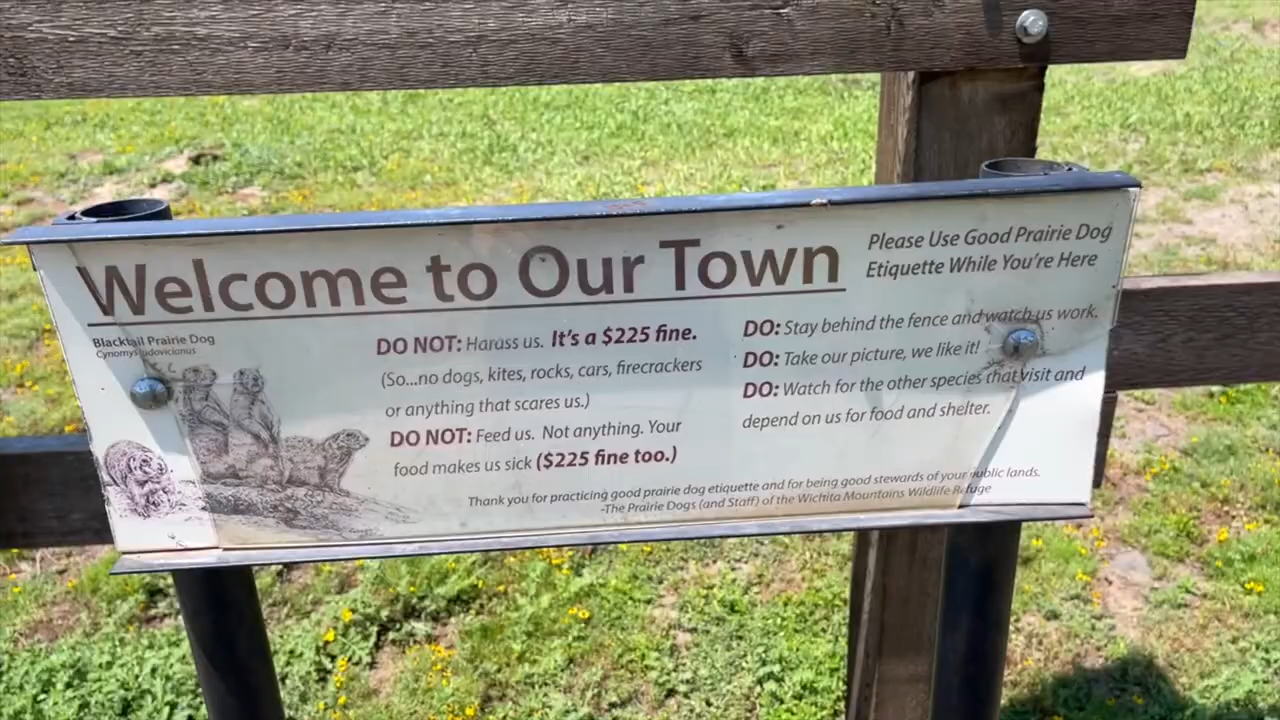 Welcome to Our Town
Please Use Good Prairie Dog
Etiquette While You're Here
Blacktail Prairie Dog
Cynomys ludovicianus
DO NOT: Harass us. It's a $225 fine.
(So...no dogs, kites, rocks, cars, firecrackers
or anything that scares us.)
DO NOT: Feed us. Not anything. Your
food makes us sick ($225 fine too.)
DO: Stay behind the fence and watch us work.
DO: Take our picture, we like it!
DO: Watch for the other species that visit and
depend on us for food and shelter.
Thank you for practicing good prairie dog etiquette and for being good stewards of your public lands.
-The Prairie Dogs (and Staff) of the Wichita Mountains Wildlife Refuge